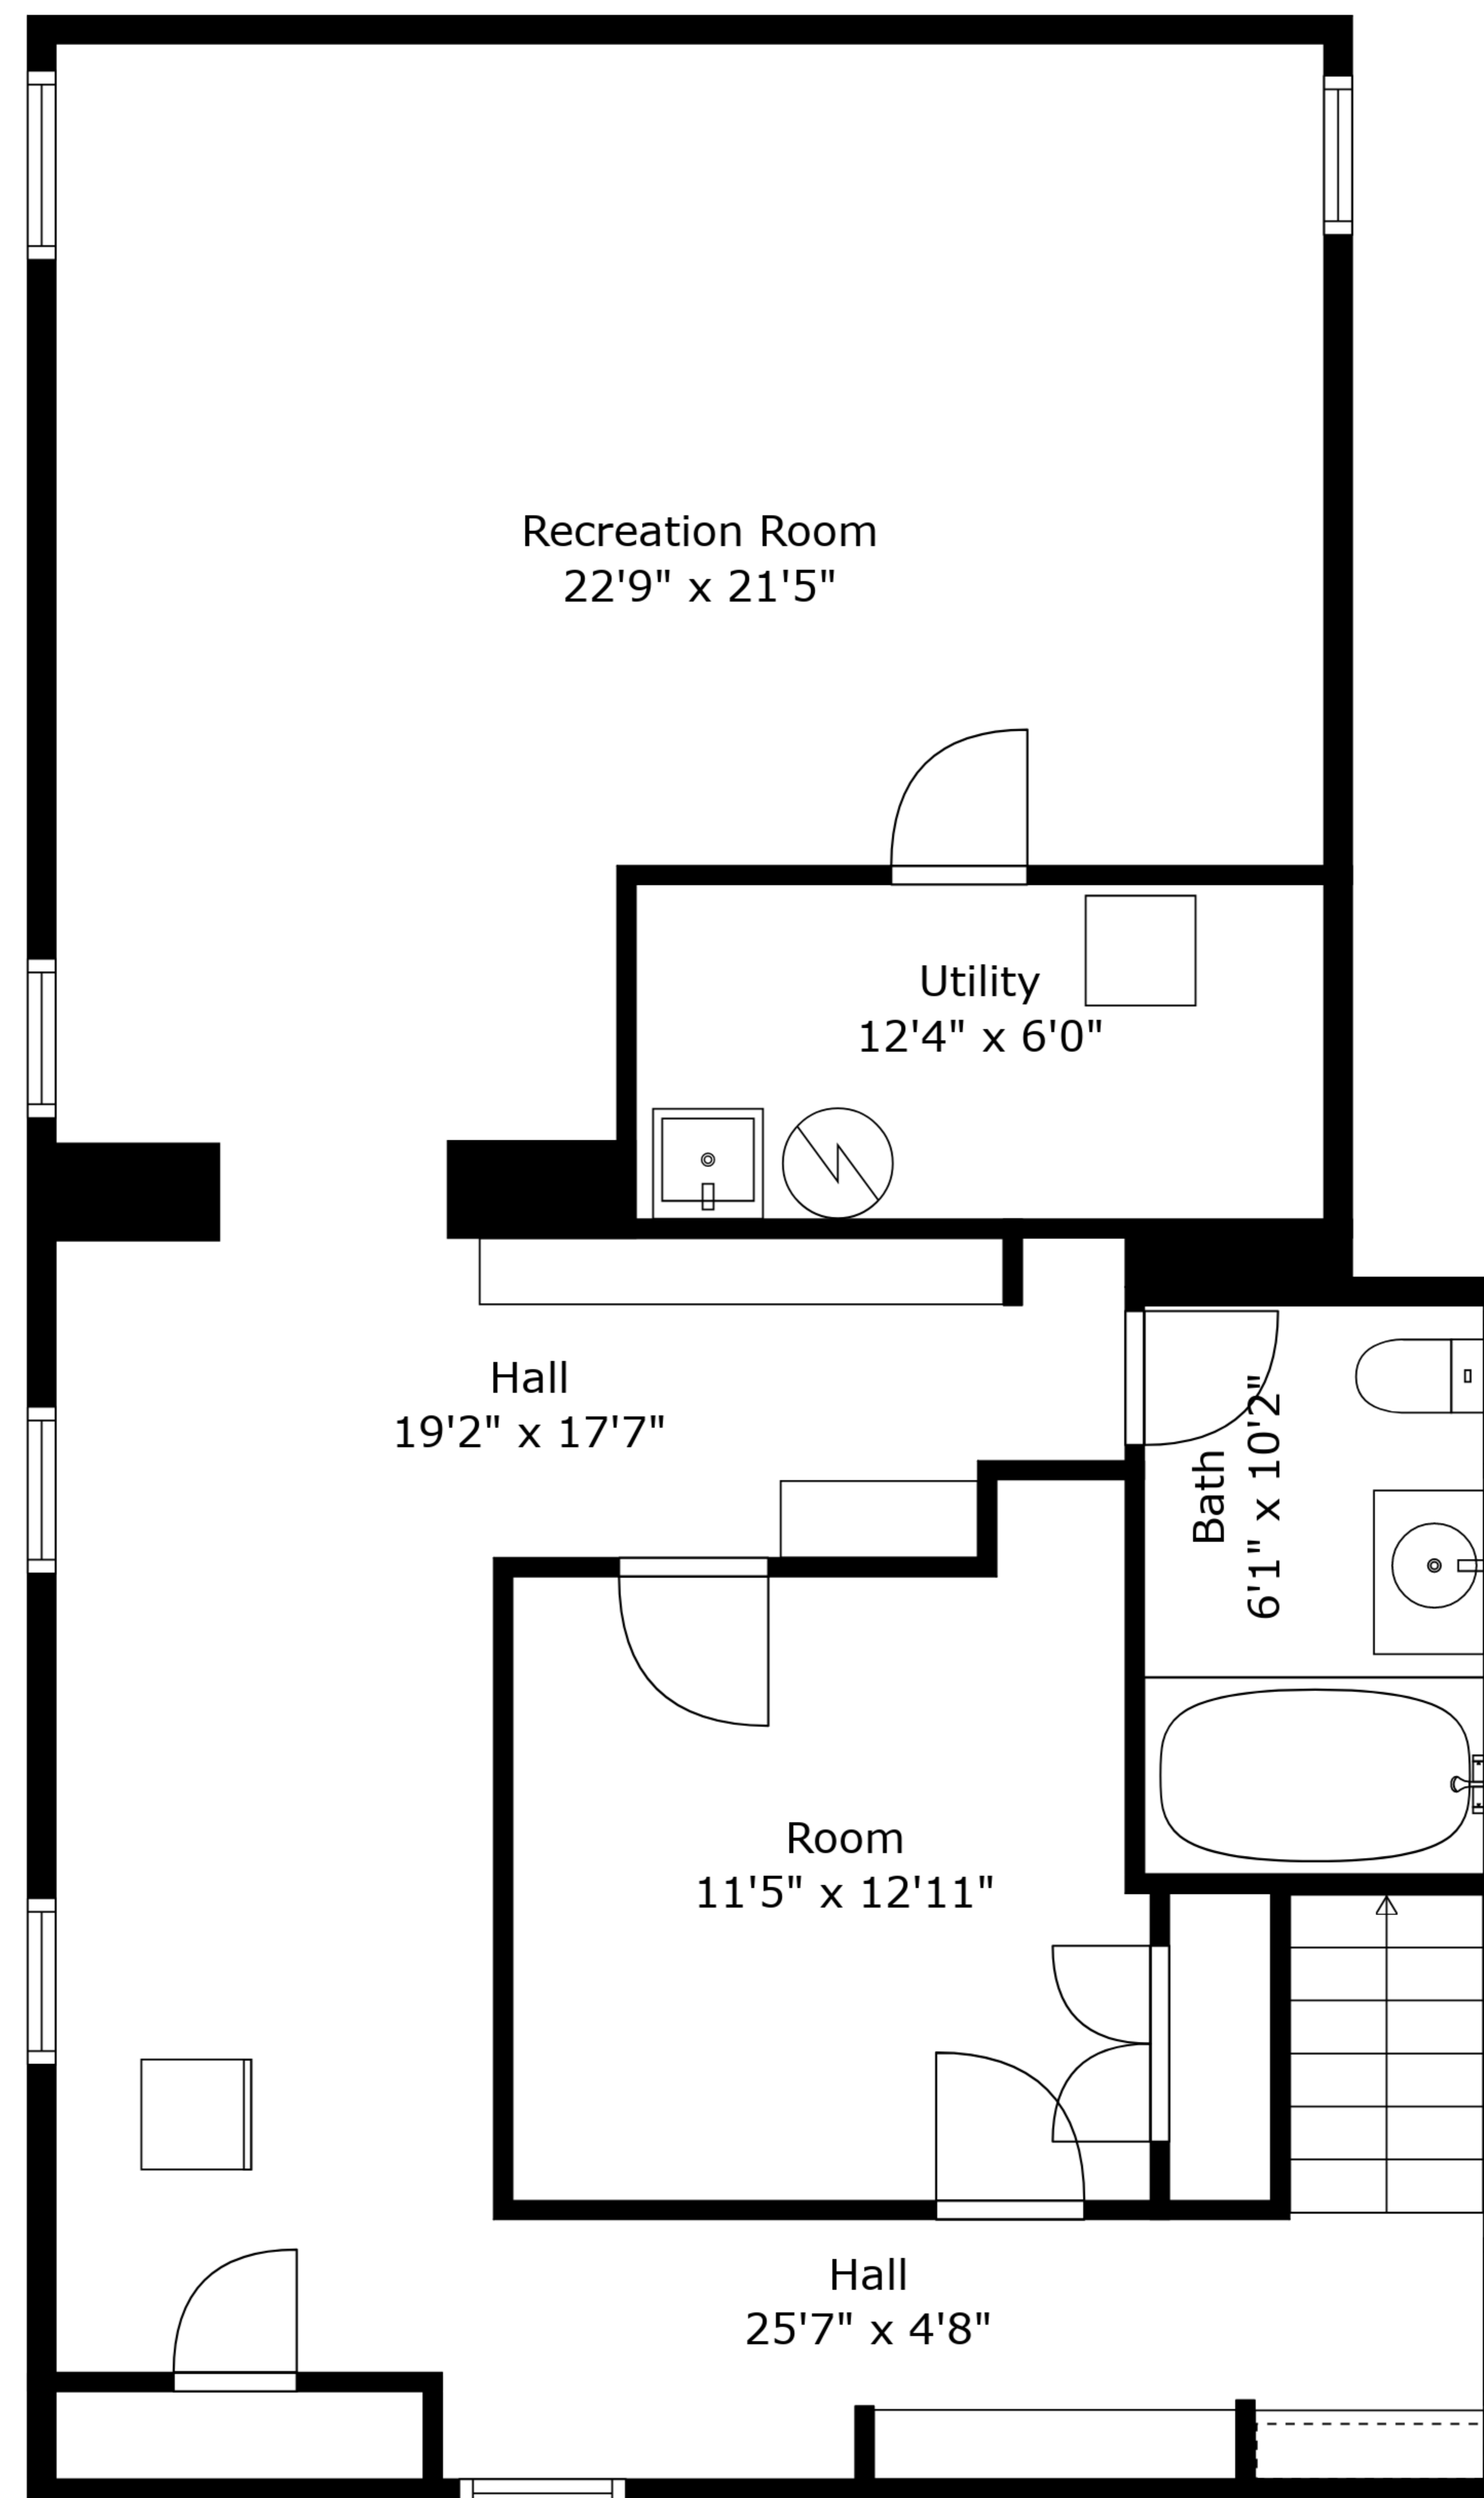 Recreation Room
22'9" x 21'5"
Utility
12'4" x 6'0"
Hall
19'2" x 17'7"
Bath
6'1" x 10'2"
Room
11'5" x 12'11"
Hall
25'7" x 4'8"